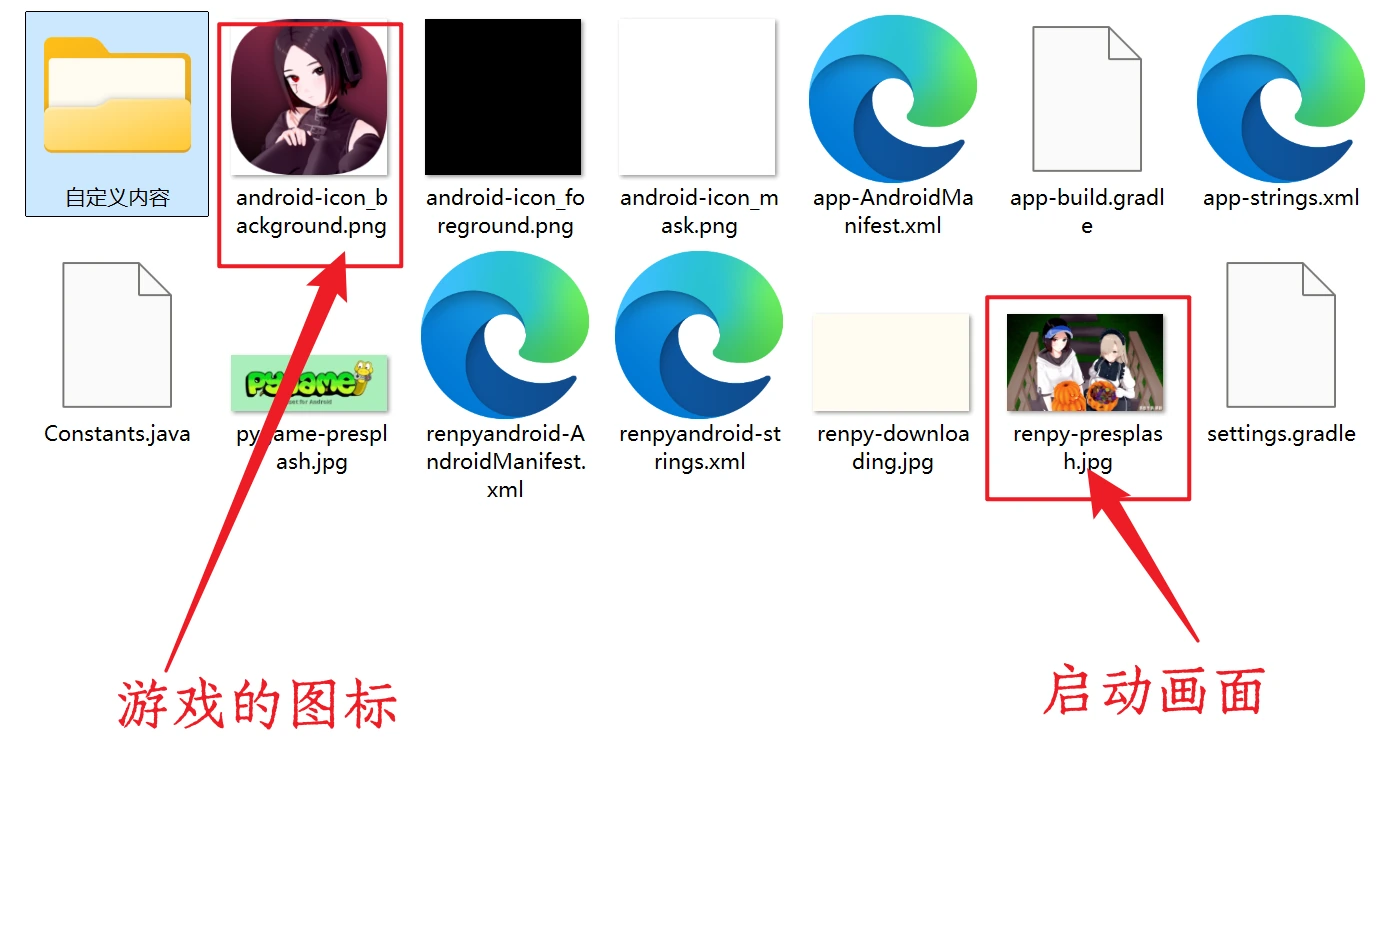 自定义内容
android-icon_b
ackground.png
android-icon_fo
reground.png
android-icon_m
ask.png
app-AndroidMa
nifest.xml
app-build.gradl
e
app-strings.xml
Constants.java
pygame
pygame-prespl
ash.jpg
renpyandroid-A
ndroidManifest.
xml
renpyandroid-st
rings.xml
renpy-downloa
ding.jpg
renpy-presplas
h.jpg
settings.gradle
游戏的图标
启动画面